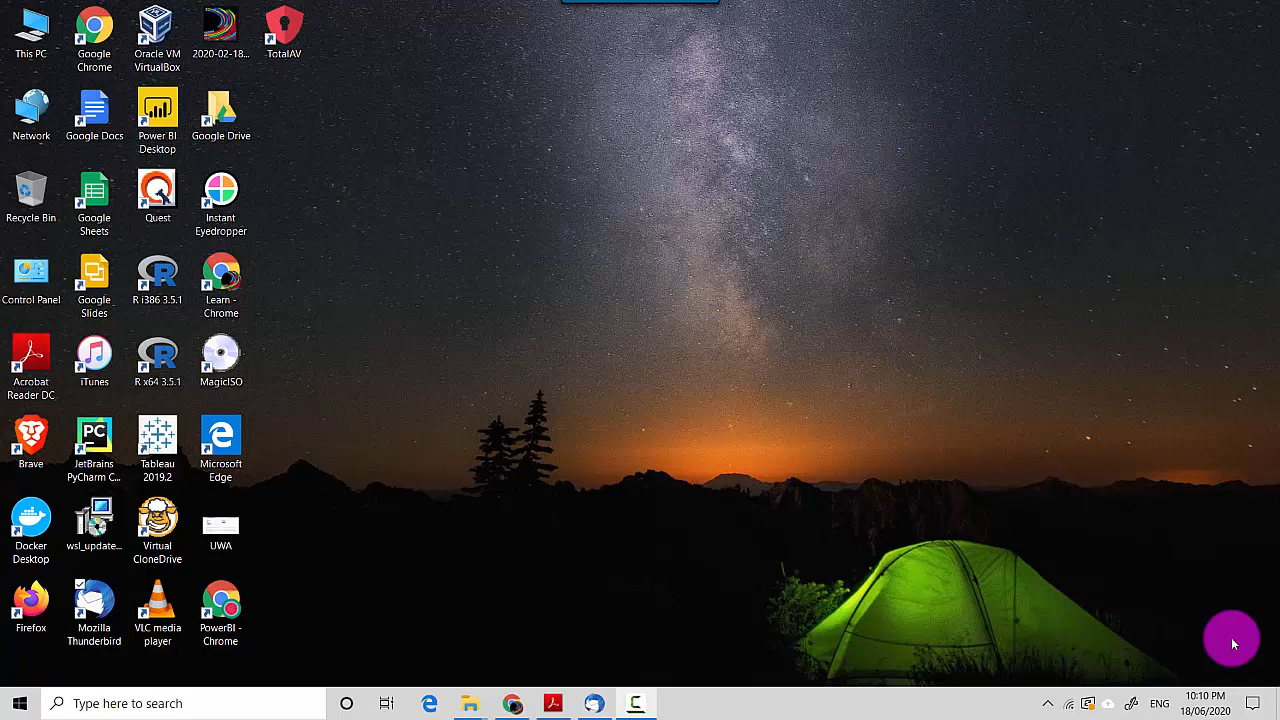 This PC
Google
Chrome
Oracle VM
VirtualBox
2020-02-18...
TotalAV
Network
Google Docs
Power BI
Desktop
Google Drive
Recycle Bin
Google
Sheets
Quest
Instant
Eyedropper
Control Panel
Google
Slides
R i386 3.5.1
Learn -
Chrome
Acrobat
Reader DC
iTunes
R x64 3.5.1
MagicISO
Brave
PC
JetBrains
PyCharm C...
Tableau
2019.2
Microsoft
Edge
Docker
Desktop
wsl_update...
Virtual
CloneDrive
UWA
Firefox
Mozilla
Thunderbird
VLC media
player
PowerBI -
Chrome
Type here to search
ENG
10:10 PM
18/06/2020